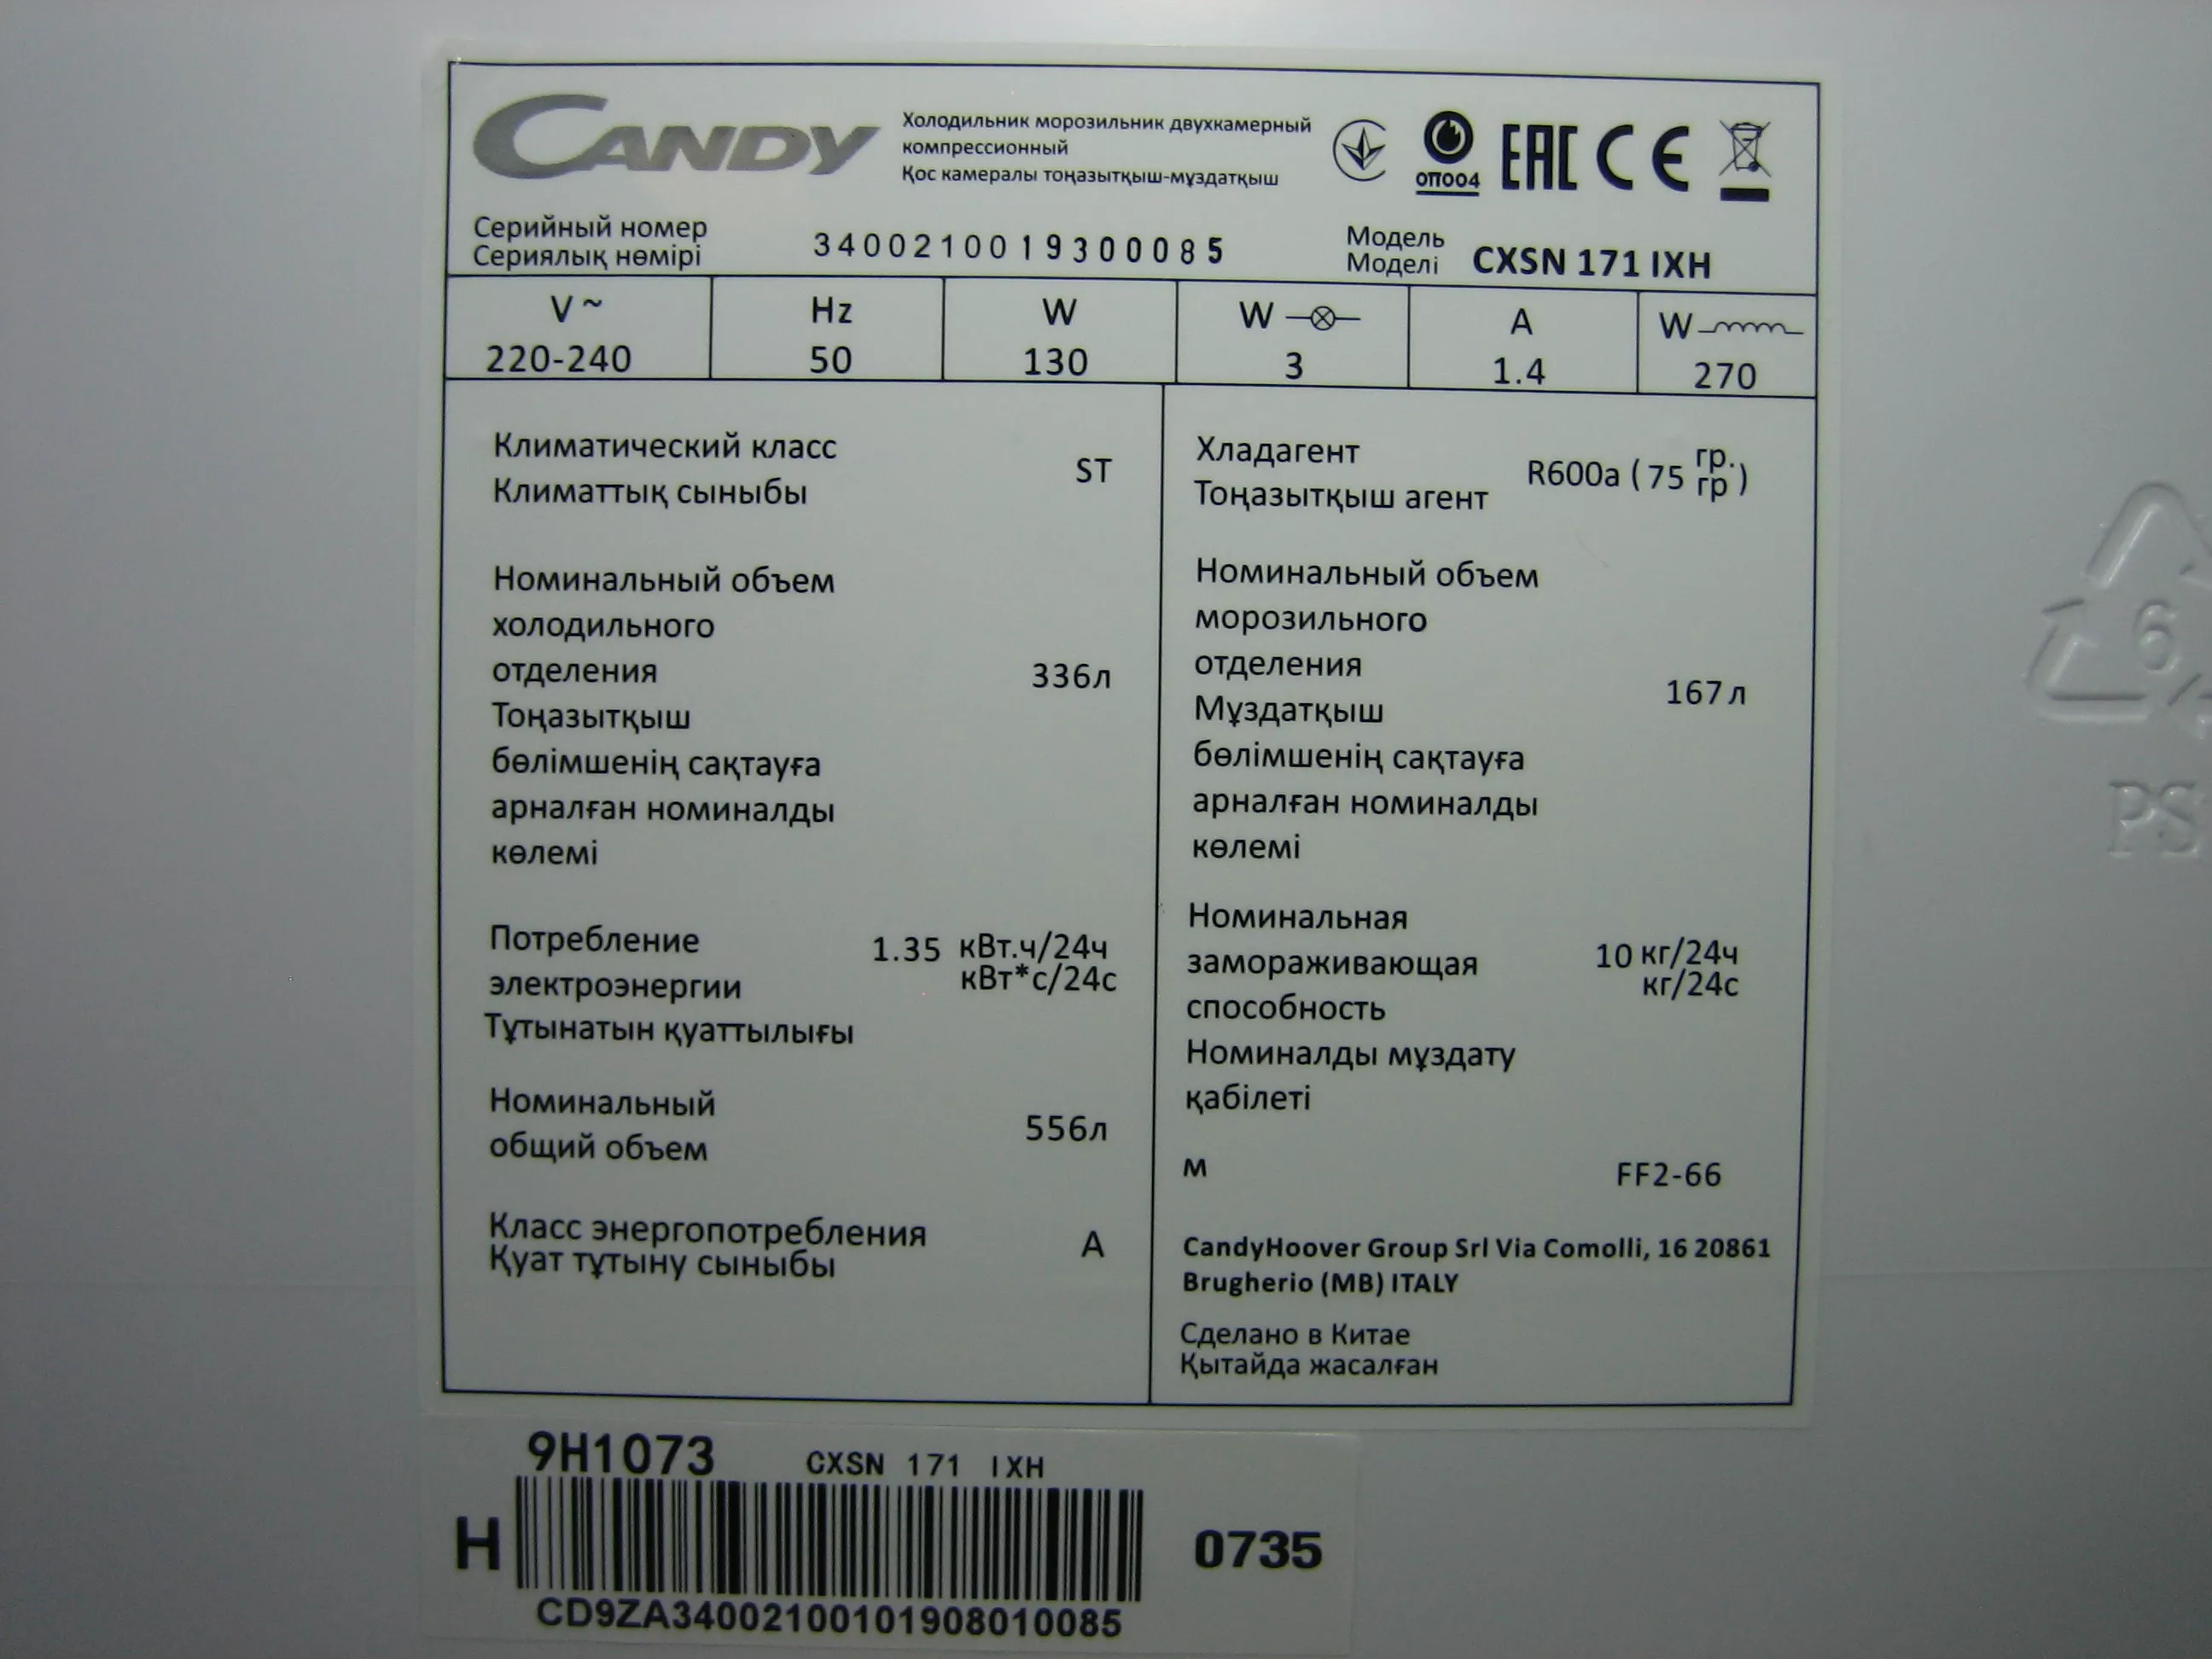 CANDY
Холодильник морозильник двухкамерный
компрессионный
Қос камералы тоңазытқыш-мұздатқыш
ОП004
EAC CE
Серийный номер
Сериялық нөмірі
3400210019300085
Модель
Моделі
CXSN 171 IXH
V ~
220-240
Hz
50
W
130
W
3
A
1.4
W
270
Климатический класс
Климаттық сыныбы
ST
Номинальный объем
холодильного
отделения
Тоңазытқыш
бөлімшенің сақтауға
арналған номиналды
көлемі
336л
Потребление
электроэнергии
Тұтынатын қуаттылығы
1.35 кВт.ч/24ч
кВт*с/24с
Номинальный
общий объем
556л
Класс энергопотребления
Қуат тұтыну сыныбы
A
Хладагент
Тоңазытқыш агент
R600a ( 75 гр. )
гр
Номинальный объем
морозильного
отделения
Мұздатқыш
бөлімшенің сақтауға
арналған номиналды
көлемі
167л
Номинальная
замораживающая
способность
Номиналды мұздату
қабілеті
10 кг/24ч
кг/24с
м
FF2-66
CandyHoover Group Srl Via Comolli, 16 20861
Brugherio (MB) ITALY
Сделано в Китае
Қытайда жасалған
9H1073 CXSN 171 IXH
H
0735
CD9ZA34002100101908010085
6
PS